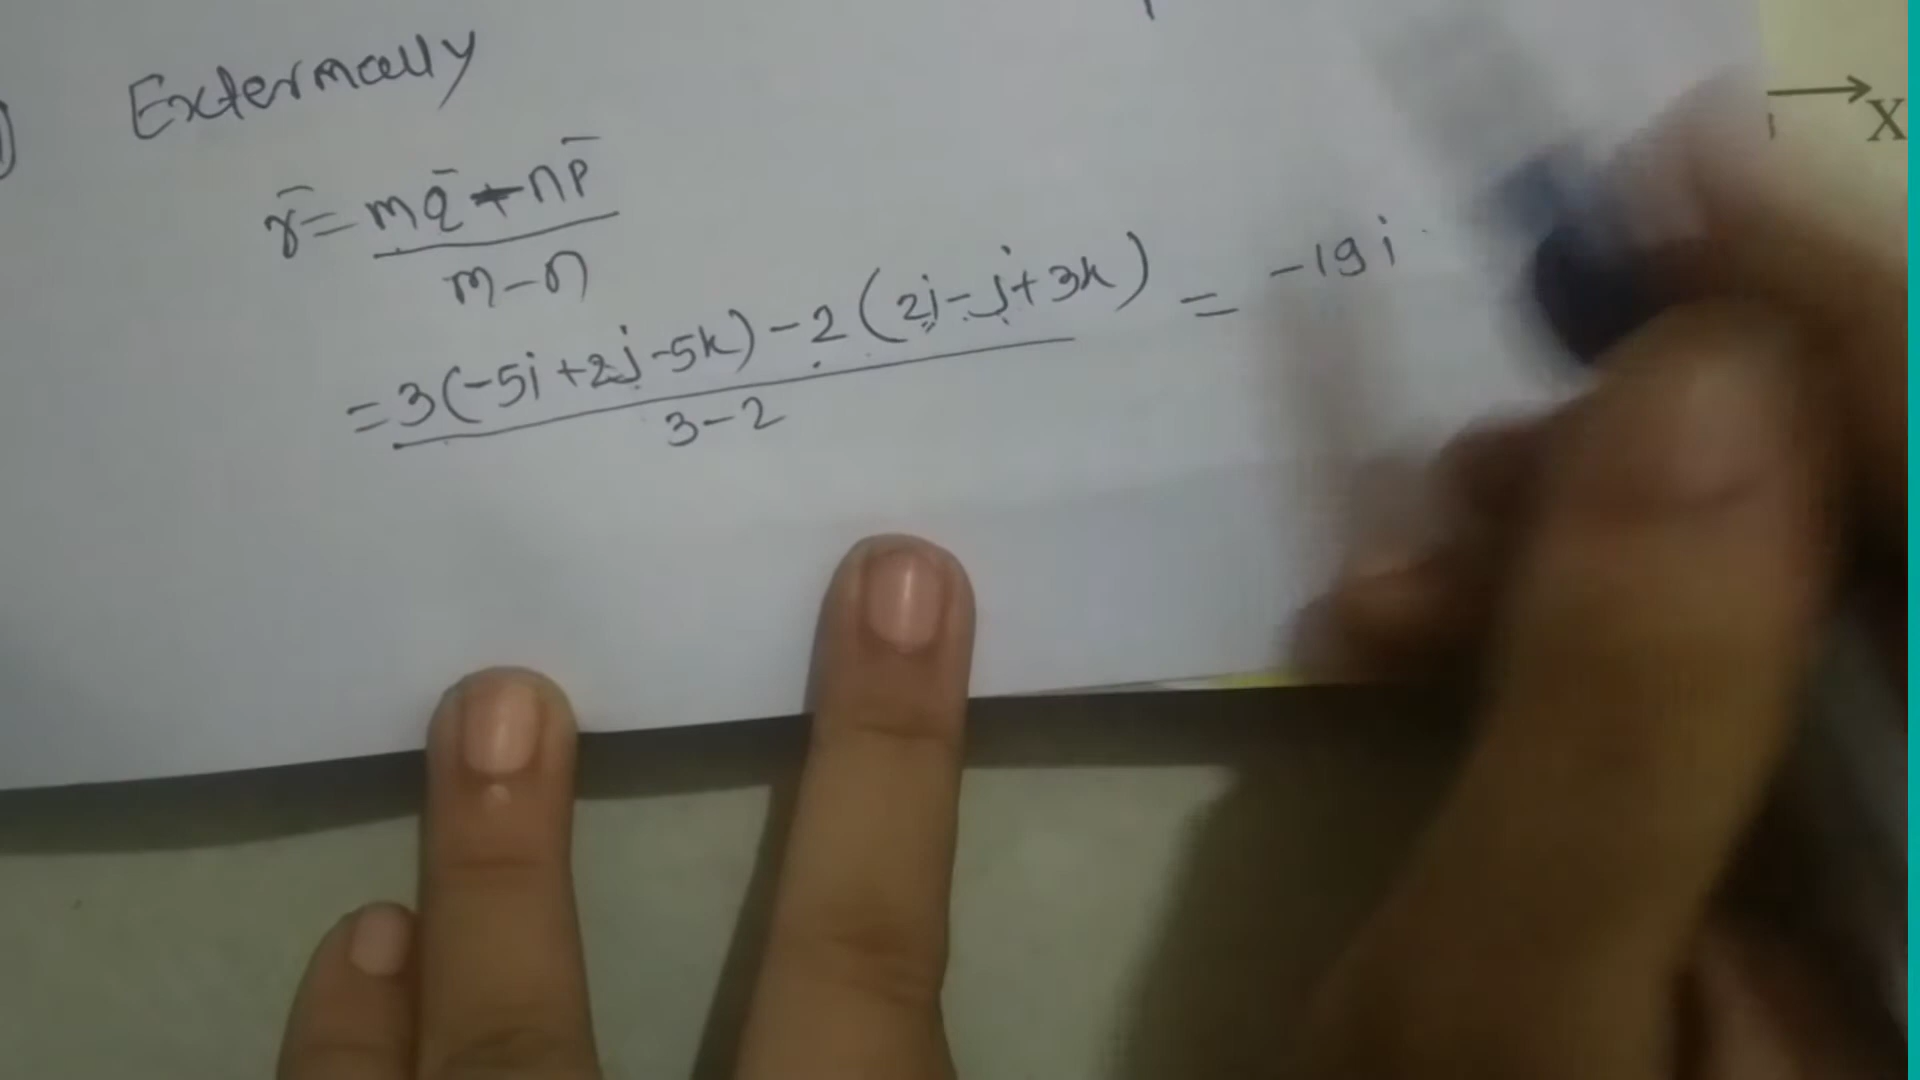 Externally
r̄ = mq̄ - np̄
m-n
= 3(-5i+2j-5k) - 2(2i-j+3k) = -19i
3-2
X